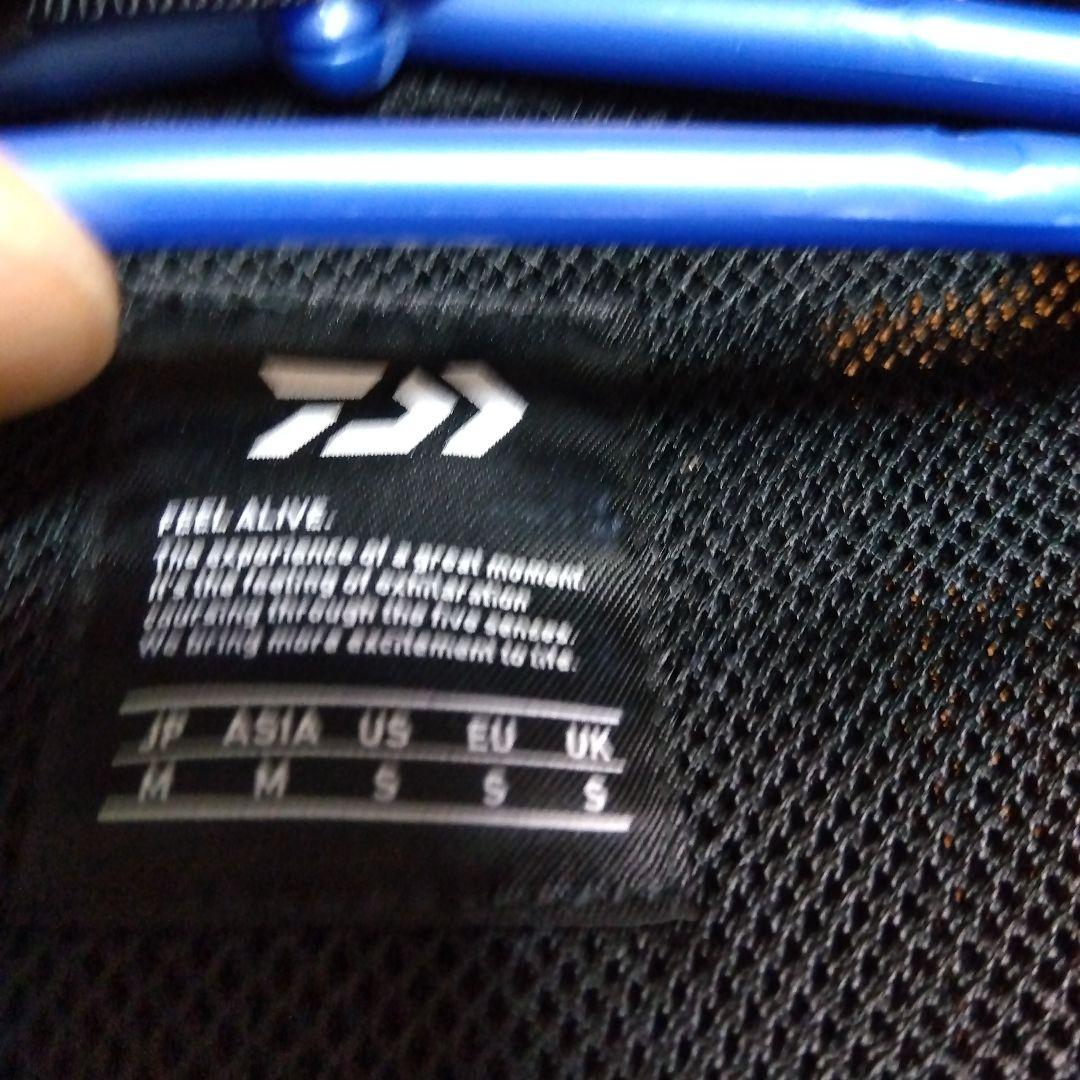 FEEL ALIVE.
The experience of a great moment.
It's the feeling of exhilaration
coursing through the five senses.
We bring more excitement to life.
JP ASIA US EU UK
M M S S S